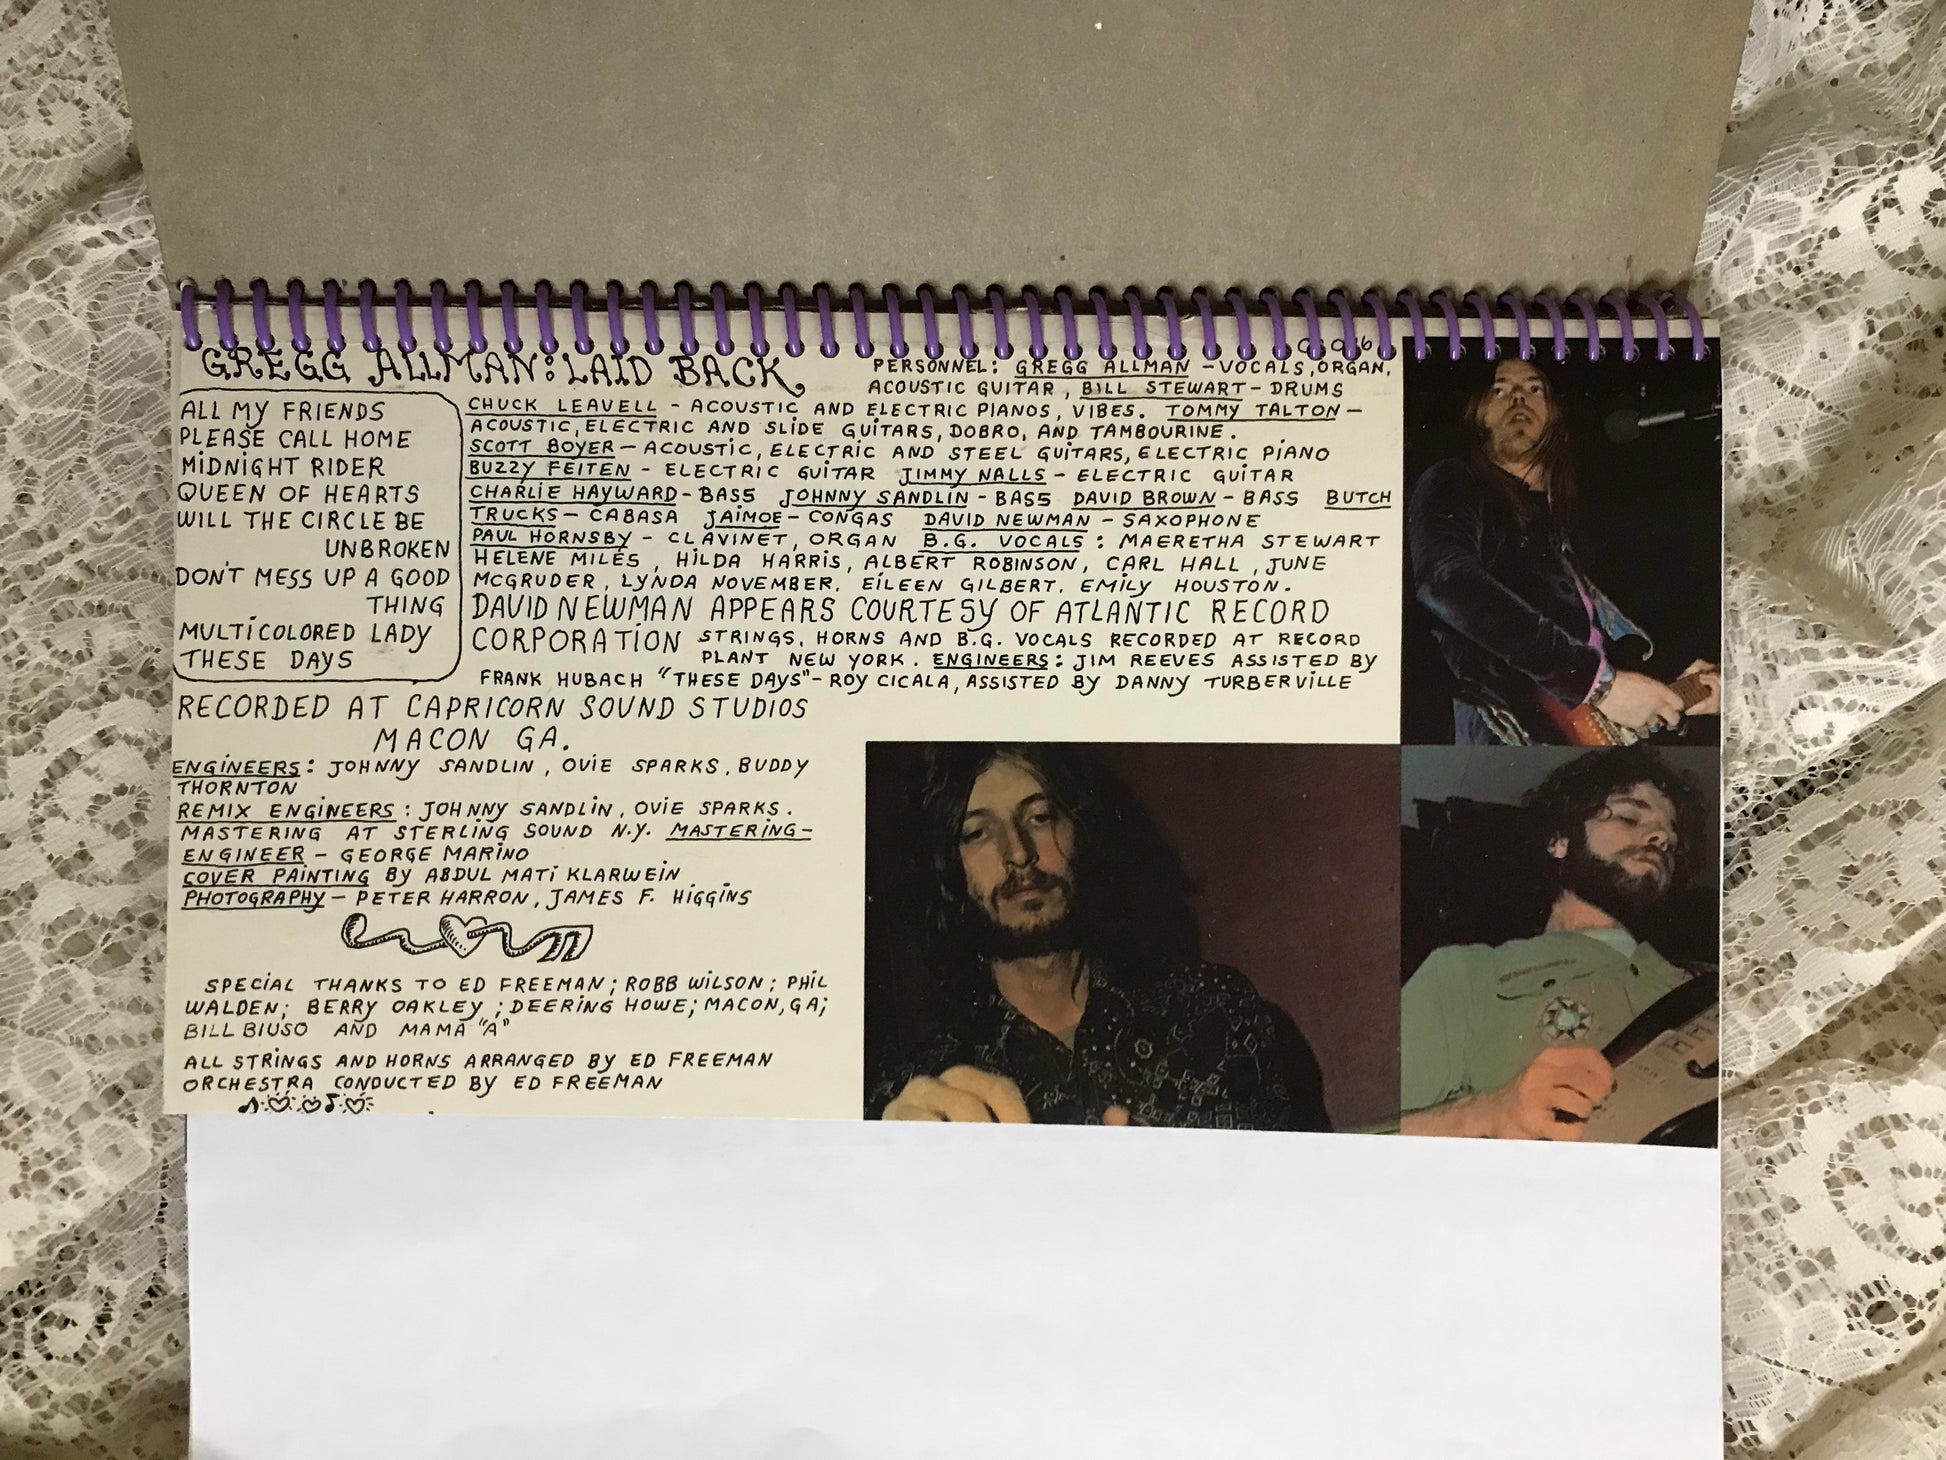 GREGG ALLMAN: LAID BACK
ALL MY FRIENDS
PLEASE CALL HOME
MIDNIGHT RIDER
QUEEN OF HEARTS
WILL THE CIRCLE BE
UNBROKEN
DON'T MESS UP A GOOD
THING
MULTICOLORED LADY
THESE DAYS
PERSONNEL: GREGG ALLMAN - VOCALS, ORGAN,
ACOUSTIC GUITAR, BILL STEWART - DRUMS
CHUCK LEAVELL - ACOUSTIC AND ELECTRIC PIANOS, VIBES. TOMMY TALTON -
ACOUSTIC, ELECTRIC AND SLIDE GUITARS, DOBRO, AND TAMBOURINE.
SCOTT BOYER - ACOUSTIC, ELECTRIC AND STEEL GUITARS, ELECTRIC PIANO
BUZZY FEITEN - ELECTRIC GUITAR JIMMY NALLS - ELECTRIC GUITAR
CHARLIE HAYWARD - BASS JOHNNY SANDLIN - BASS DAVID BROWN - BASS BUTCH
TRUCKS - CABASA JAIMOE - CONGAS DAVID NEWMAN - SAXOPHONE
PAUL HORNSBY - CLAVINET, ORGAN B.G. VOCALS: MAERETHA STEWART
HELENE MILES, HILDA HARRIS, ALBERT ROBINSON, CARL HALL, JUNE
MCGRUDER, LYNDA NOVEMBER, EILEEN GILBERT, EMILY HOUSTON.
DAVID NEWMAN APPEARS COURTESY OF ATLANTIC RECORD
CORPORATION STRINGS, HORNS AND B.G. VOCALS RECORDED AT RECORD
PLANT NEW YORK. ENGINEERS: JIM REEVES ASSISTED BY
FRANK HUBACH "THESE DAYS" - ROY CICALA, ASSISTED BY DANNY TURBERVILLE
RECORDED AT CAPRICORN SOUND STUDIOS
MACON GA.
ENGINEERS: JOHNNY SANDLIN, OVIE SPARKS, BUDDY
THORNTON
REMIX ENGINEERS: JOHNNY SANDLIN, OVIE SPARKS.
MASTERING AT STERLING SOUND N.Y. MASTERING-
ENGINEER - GEORGE MARINO
COVER PAINTING BY ABDUL MATI KLARWEIN
PHOTOGRAPHY - PETER HARRON, JAMES F. HIGGINS
SPECIAL THANKS TO ED FREEMAN; ROBB WILSON; PHIL
WALDEN; BERRY OAKLEY; DEERING HOWE; MACON, GA;
BILL BIUSO AND MAMA "A"
ALL STRINGS AND HORNS ARRANGED BY ED FREEMAN
ORCHESTRA CONDUCTED BY ED FREEMAN